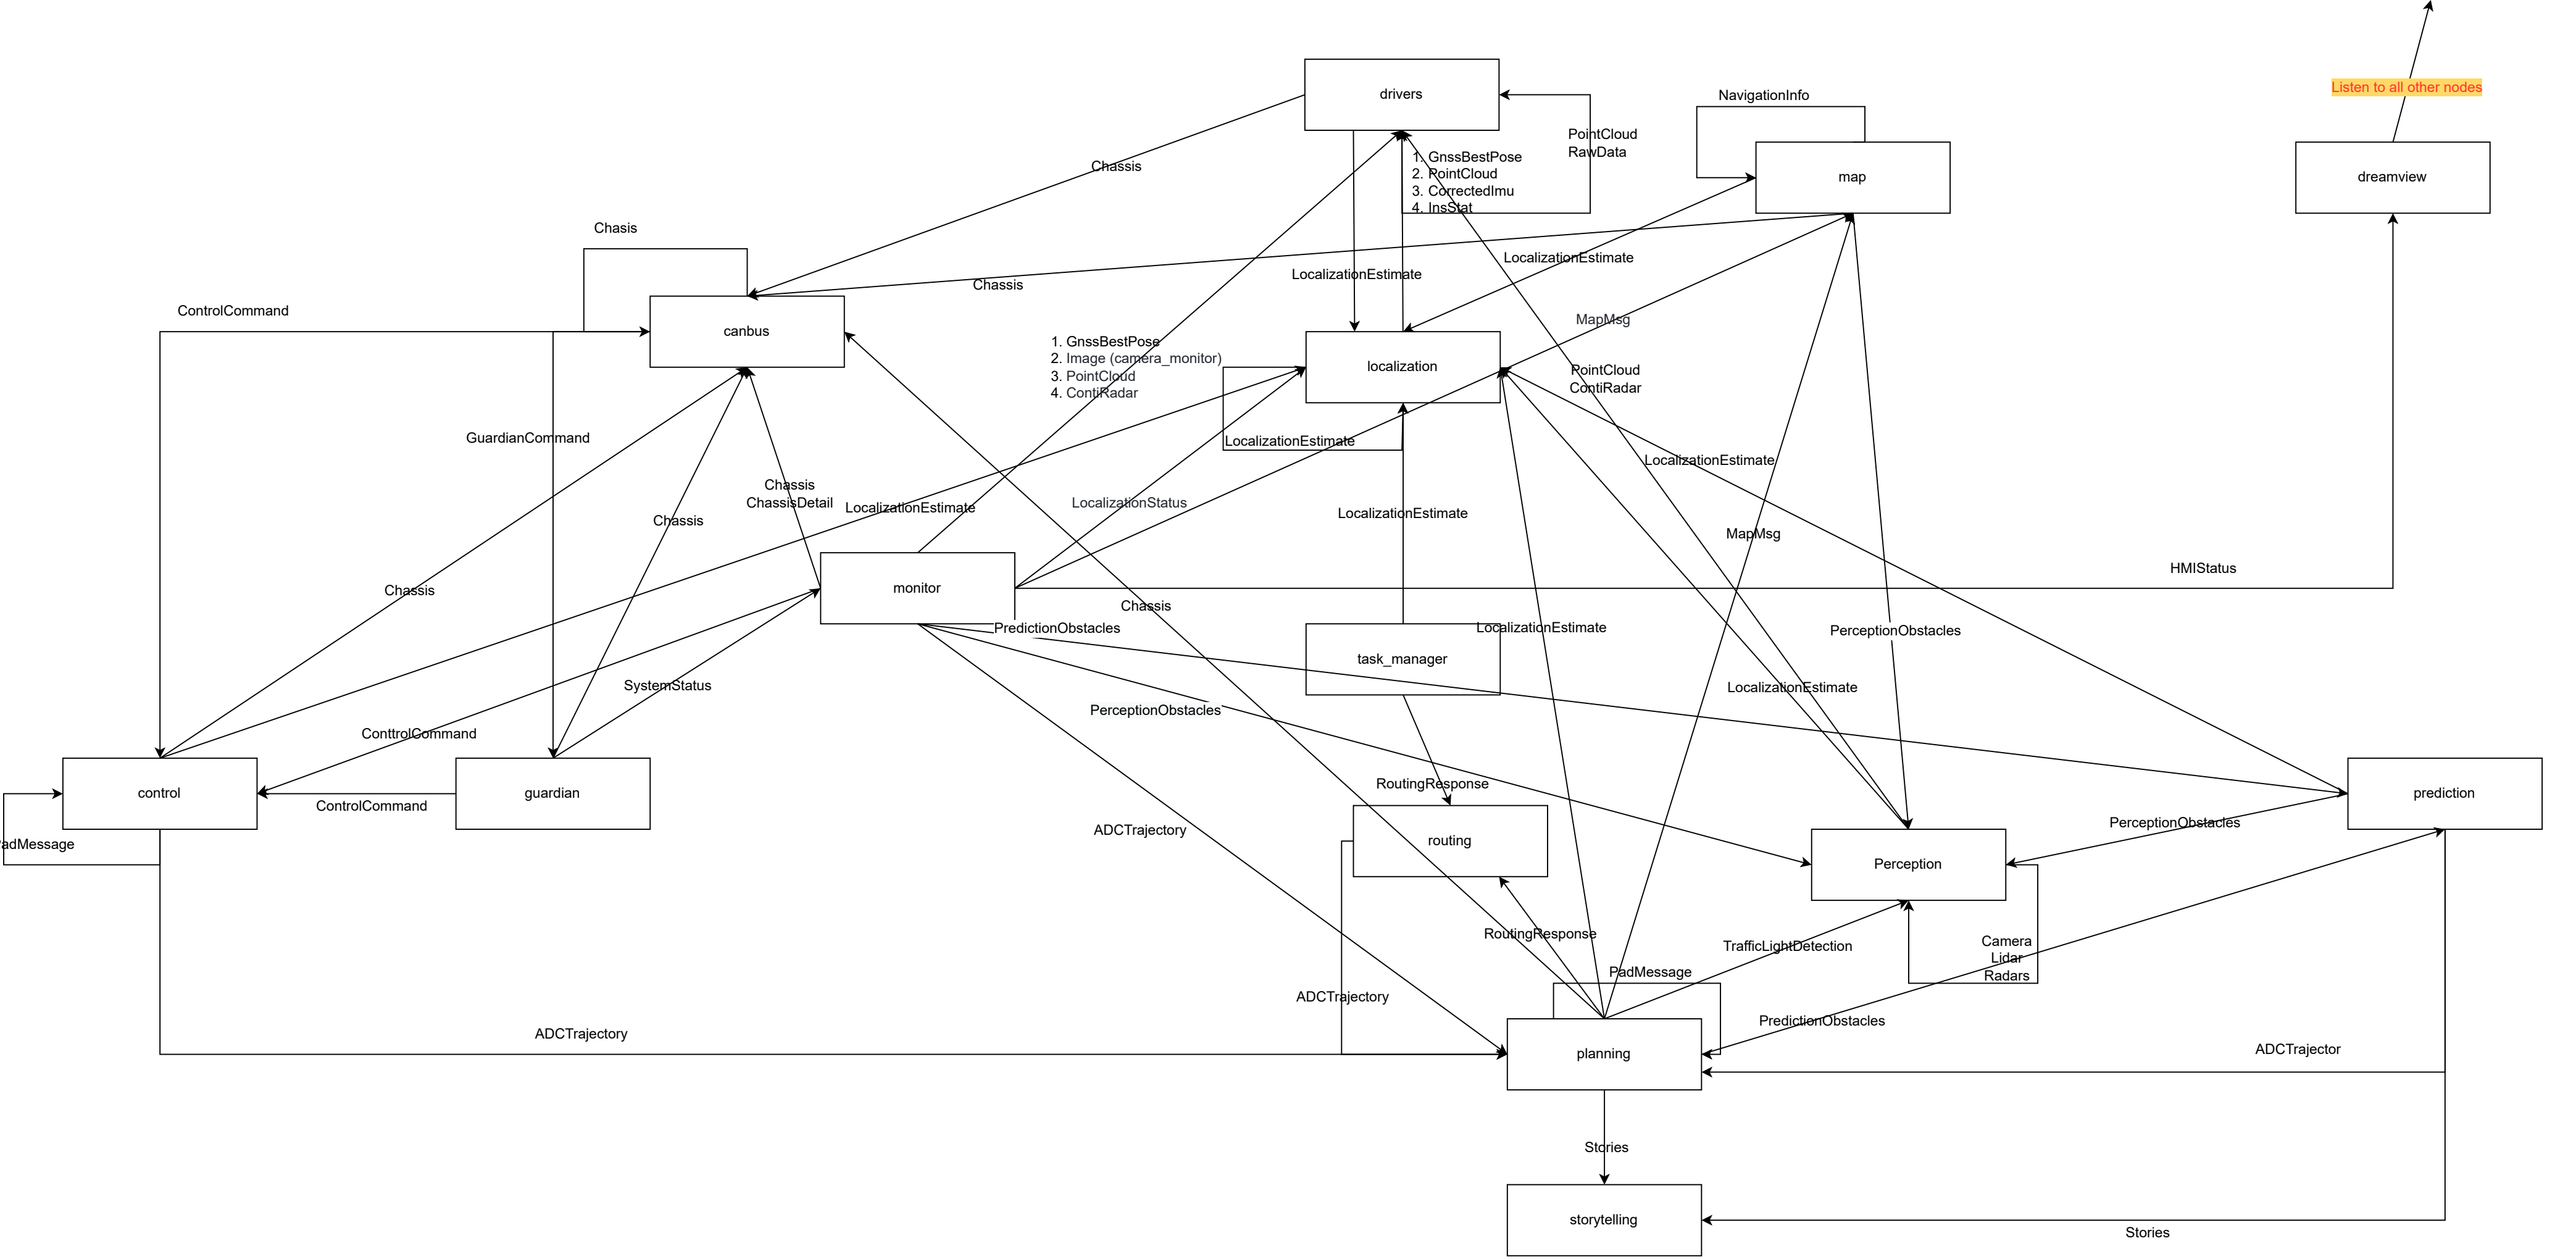 Listen to all other nodes
drivers
NavigationInfo
PointCloud
RawData
1. GnssBestPose
2. PointCloud
3. CorrectedImu
4. InsStat
map
dreamview
Chassis
Chasis
LocalizationEstimate
LocalizationEstimate
Chassis
ControlCommand
MapMsg
canbus
1. GnssBestPose
2. Image (camera_monitor)
3. PointCloud
4. ContiRadar
localization
PointCloud
ContiRadar
GuardianCommand
LocalizationEstimate
LocalizationEstimate
Chassis
ChassisDetail
LocalizationEstimate
LocalizationStatus
LocalizationEstimate
Chassis
MapMsg
HMIStatus
Chassis
monitor
Chassis
PredictionObstacles
LocalizationEstimate
PerceptionObstacles
task_manager
SystemStatus
LocalizationEstimate
PerceptionObstacles
ConttrolCommand
RoutingResponse
control
guardian
prediction
ControlCommand
PerceptionObstacles
ADCTrajectory
adMessage
routing
Perception
RoutingResponse
TrafficLightDetection
Camera
Lidar
Radars
PadMessage
ADCTrajectory
PredictionObstacles
ADCTrajectory
planning
ADCTrajector
Stories
storytelling
Stories